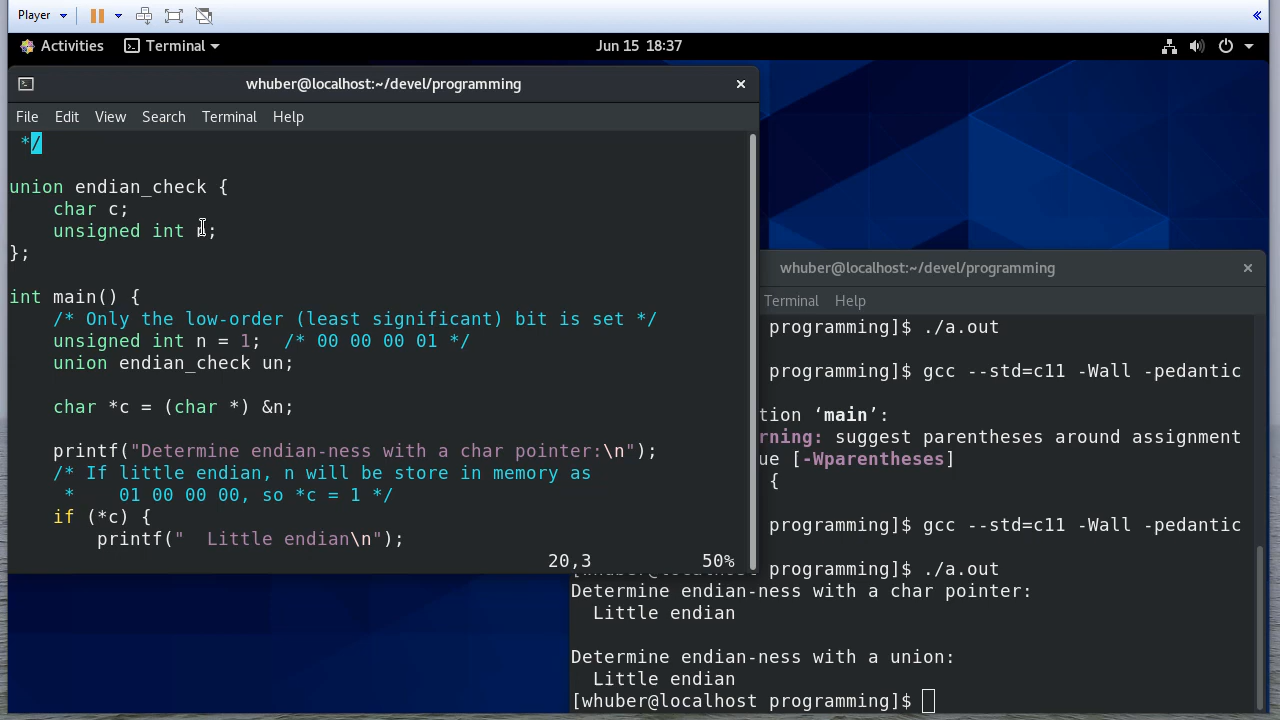 Player
Activities
Terminal
Jun 15 18:37
whuber@localhost:~/devel/programming
File Edit View Search Terminal Help
*/
union endian_check {
char c;
unsigned int n;
};
int main() {
/* Only the low-order (least significant) bit is set */
unsigned int n = 1; /* 00 00 00 01 */
union endian_check un;
char *c = (char *) &n;
printf("Determine endian-ness with a char pointer:\n");
/* If little endian, n will be store in memory as
* 01 00 00 00, so *c = 1 */
if (*c) {
printf("  Little endian\n");
20,3 50%
whuber@localhost:~/devel/programming
Terminal Help
programming]$ ./a.out
programming]$ gcc --std=c11 -Wall -pedantic
tion ‘main’:
rning: suggest parentheses around assignment
ue [-Wparentheses]
{
programming]$ gcc --std=c11 -Wall -pedantic
[whuber@localhost programming]$ ./a.out
Determine endian-ness with a char pointer:
Little endian
Determine endian-ness with a union:
Little endian
[whuber@localhost programming]$